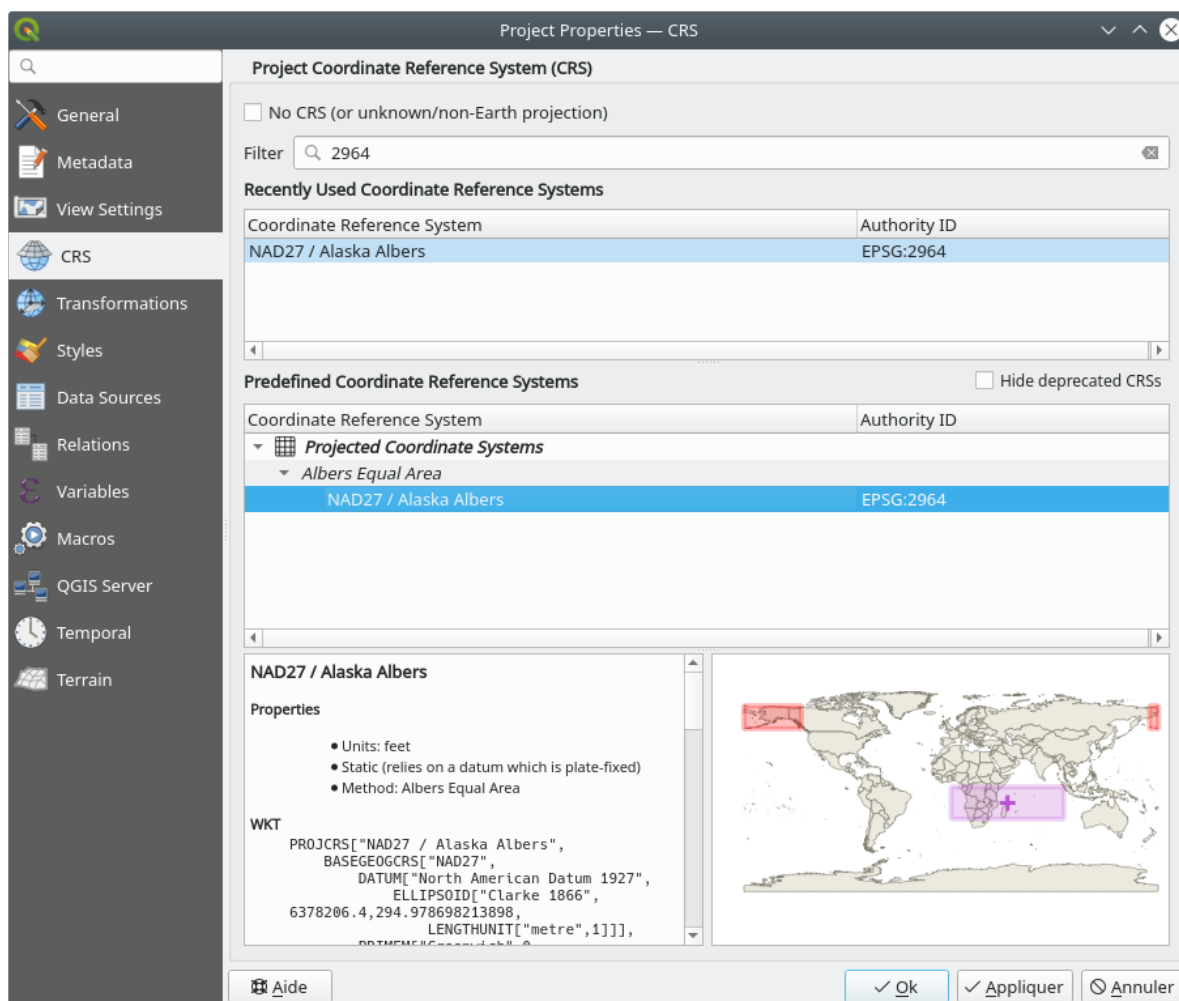 Project Properties — CRS
General
Metadata
View Settings
CRS
Transformations
Styles
Data Sources
Relations
Variables
Macros
QGIS Server
Temporal
Terrain
Project Coordinate Reference System (CRS)
No CRS (or unknown/non-Earth projection)
Filter 2964
Recently Used Coordinate Reference Systems
Coordinate Reference System Authority ID
NAD27 / Alaska Albers EPSG:2964
Predefined Coordinate Reference Systems Hide deprecated CRSs
Coordinate Reference System Authority ID
Projected Coordinate Systems
Albers Equal Area
NAD27 / Alaska Albers EPSG:2964
NAD27 / Alaska Albers
Properties
• Units: feet
• Static (relies on a datum which is plate-fixed)
• Method: Albers Equal Area
WKT
PROJCRS["NAD27 / Alaska Albers",
BASEGEOGCRS["NAD27",
DATUM["North American Datum 1927",
ELLIPSOID["Clarke 1866",
6378206.4,294.978698213898,
LENGTHUNIT["metre",1]]],
PRIMEM["Greenwich",0,
Aide Ok Appliquer Annuler